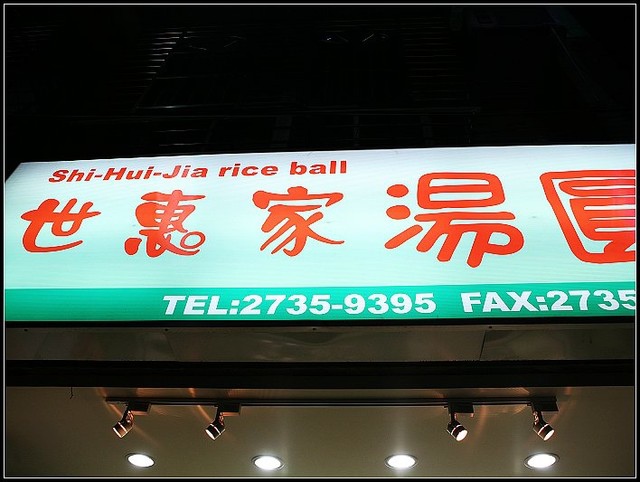 Shi-Hui-Jia rice ball
世惠家湯圓
TEL:2735-9395 FAX:2735